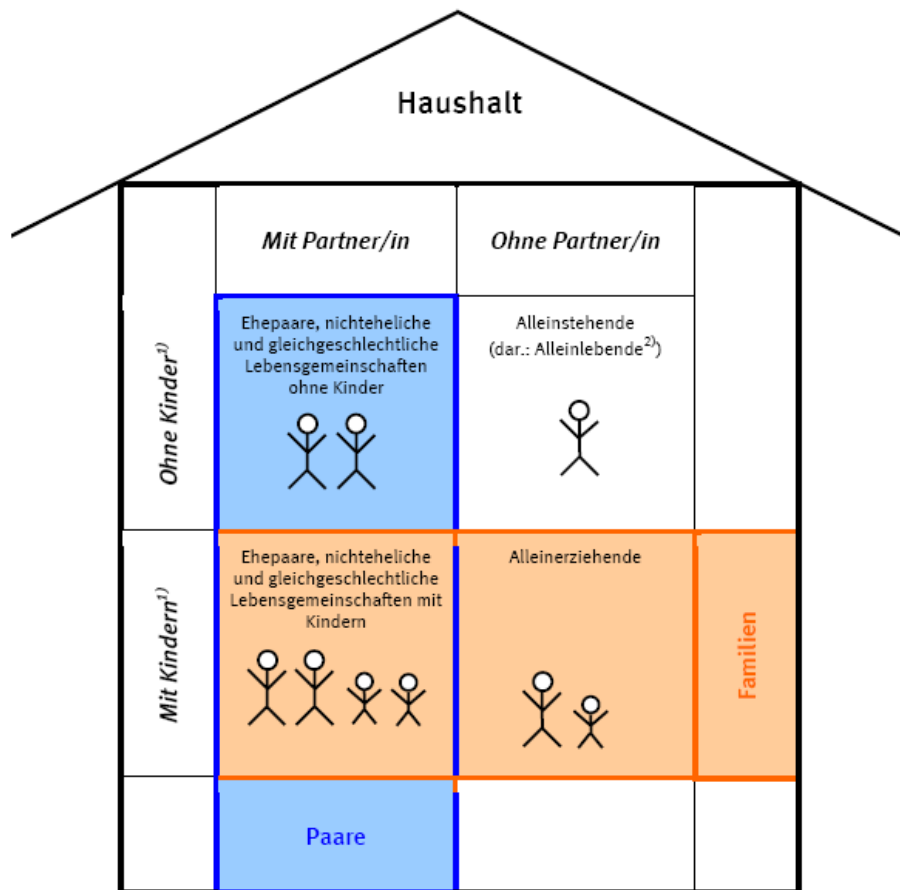 Haushalt
Mit Partner/in
Ohne Partner/in
Ohne Kinder¹⁾
Ehepaare, nichteheliche
und gleichgeschlechtliche
Lebensgemeinschaften
ohne Kinder
Alleinstehende
(dar.: Alleinlebende²⁾)
Mit Kindern¹⁾
Ehepaare, nichteheliche
und gleichgeschlechtliche
Lebensgemeinschaften mit
Kindern
Alleinerziehende
Familien
Paare